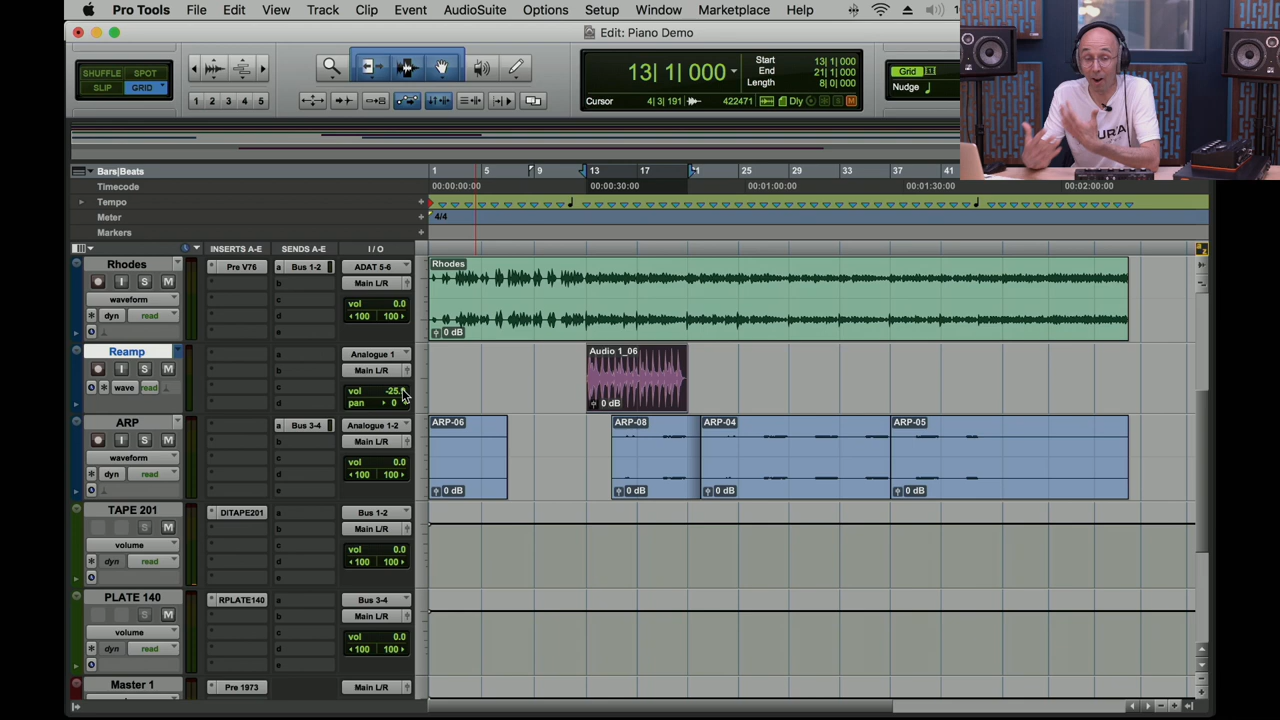 Pro Tools File Edit View Track Clip Event AudioSuite Options Setup Window Marketplace Help
Edit: Piano Demo
SHUFFLE SPOT
SLIP GRID
1 2 3 4 5
13| 1| 000
Start 13| 1| 000
End 21| 1| 000
Length 8| 0| 000
Cursor 4| 3| 191 422471 Dly
Grid
Nudge
Bars|Beats 1 5 9 13 17 21 25 29 33 37 41
Timecode 00:00:00:00 00:00:30:00 00:01:00:00 00:01:30:00 00:02:00:00
Tempo
Meter 4/4
Markers
INSERTS A-E SENDS A-E I / O
Rhodes Pre V76 a Bus 1-2 ADAT 5-6 Rhodes
I S M b Main L/R
waveform c vol 0.0
dyn read d 100 100
e 0 dB
Reamp a Analogue 1 Audio 1_06
I S M b Main L/R
wave read c vol -25.
d pan 0 0 dB
ARP a Bus 3-4 Analogue 1-2 ARP-06 ARP-08 ARP-04 ARP-05
I S M b Main L/R
waveform c vol 0.0
dyn read d 100 100
e 0 dB 0 dB 0 dB 0 dB
TAPE 201 DITAPE201 a Bus 1-2
S M b Main L/R
volume c vol 0.0
dyn read d 100 100
e
PLATE 140 RPLATE140 a Bus 3-4
S M b Main L/R
volume c vol 0.0
dyn read d 100 100
e
Master 1 Pre 1973 Main L/R